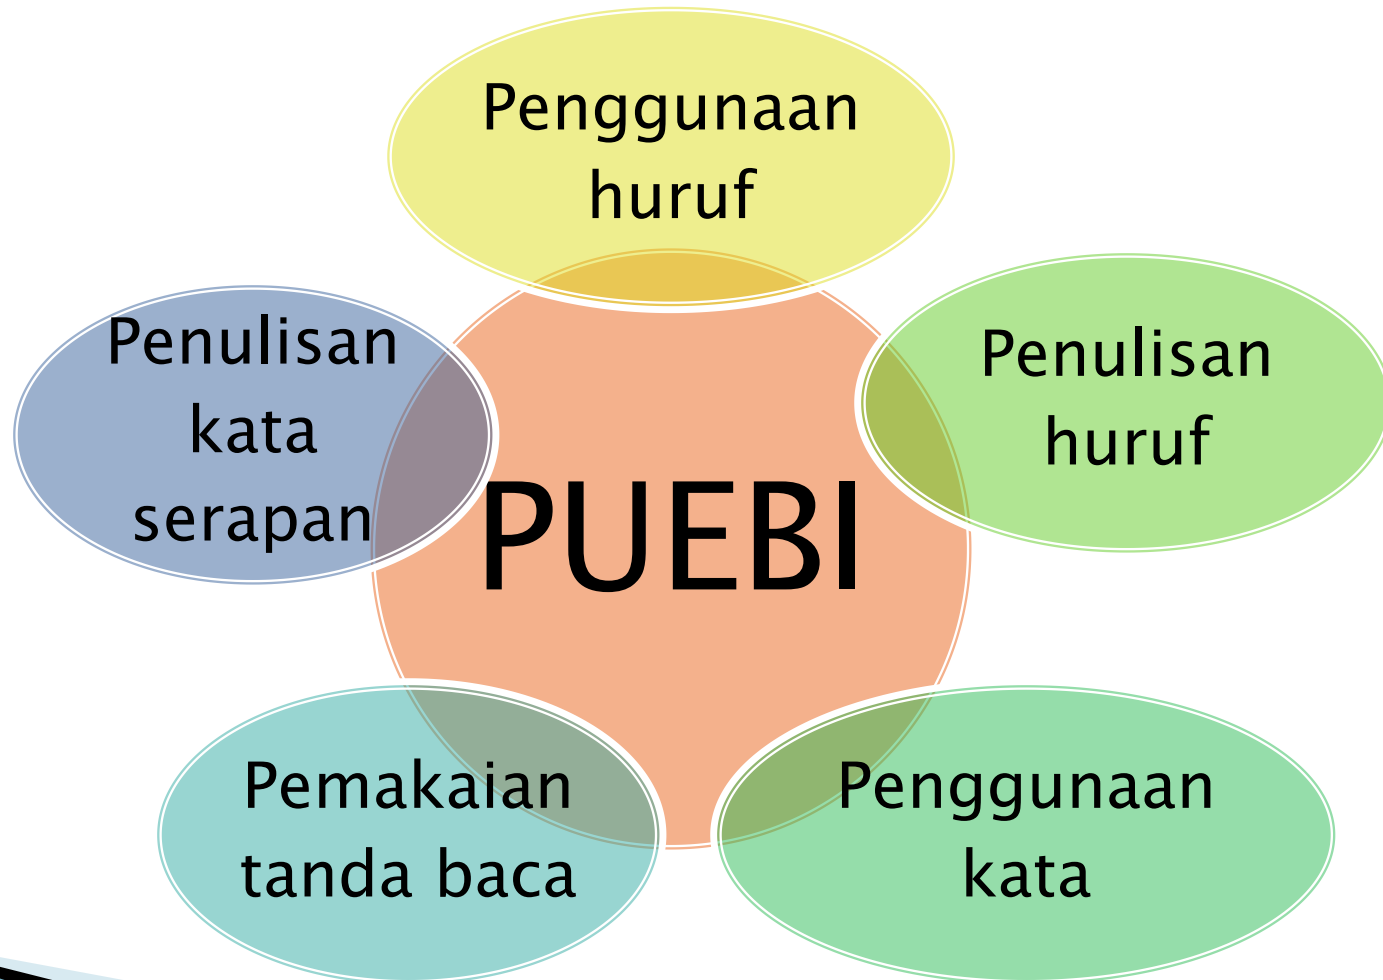 Penggunaan
huruf
Penulisan
huruf
Penggunaan
kata
Pemakaian
tanda baca
Penulisan
kata
serapan
PUEBI